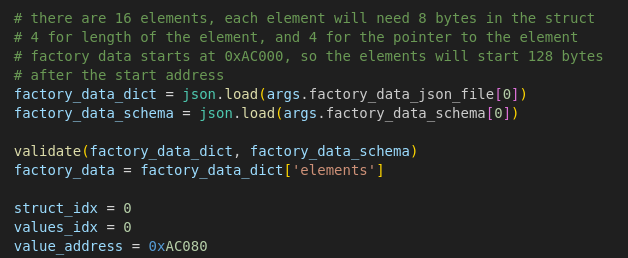 # there are 16 elements, each element will need 8 bytes in the struct
# 4 for length of the element, and 4 for the pointer to the element
# factory data starts at 0xAC000, so the elements will start 128 bytes
# after the start address
factory_data_dict = json.load(args.factory_data_json_file[0])
factory_data_schema = json.load(args.factory_data_schema[0])

validate(factory_data_dict, factory_data_schema)
factory_data = factory_data_dict['elements']

struct_idx = 0
values_idx = 0
value_address = 0xAC080